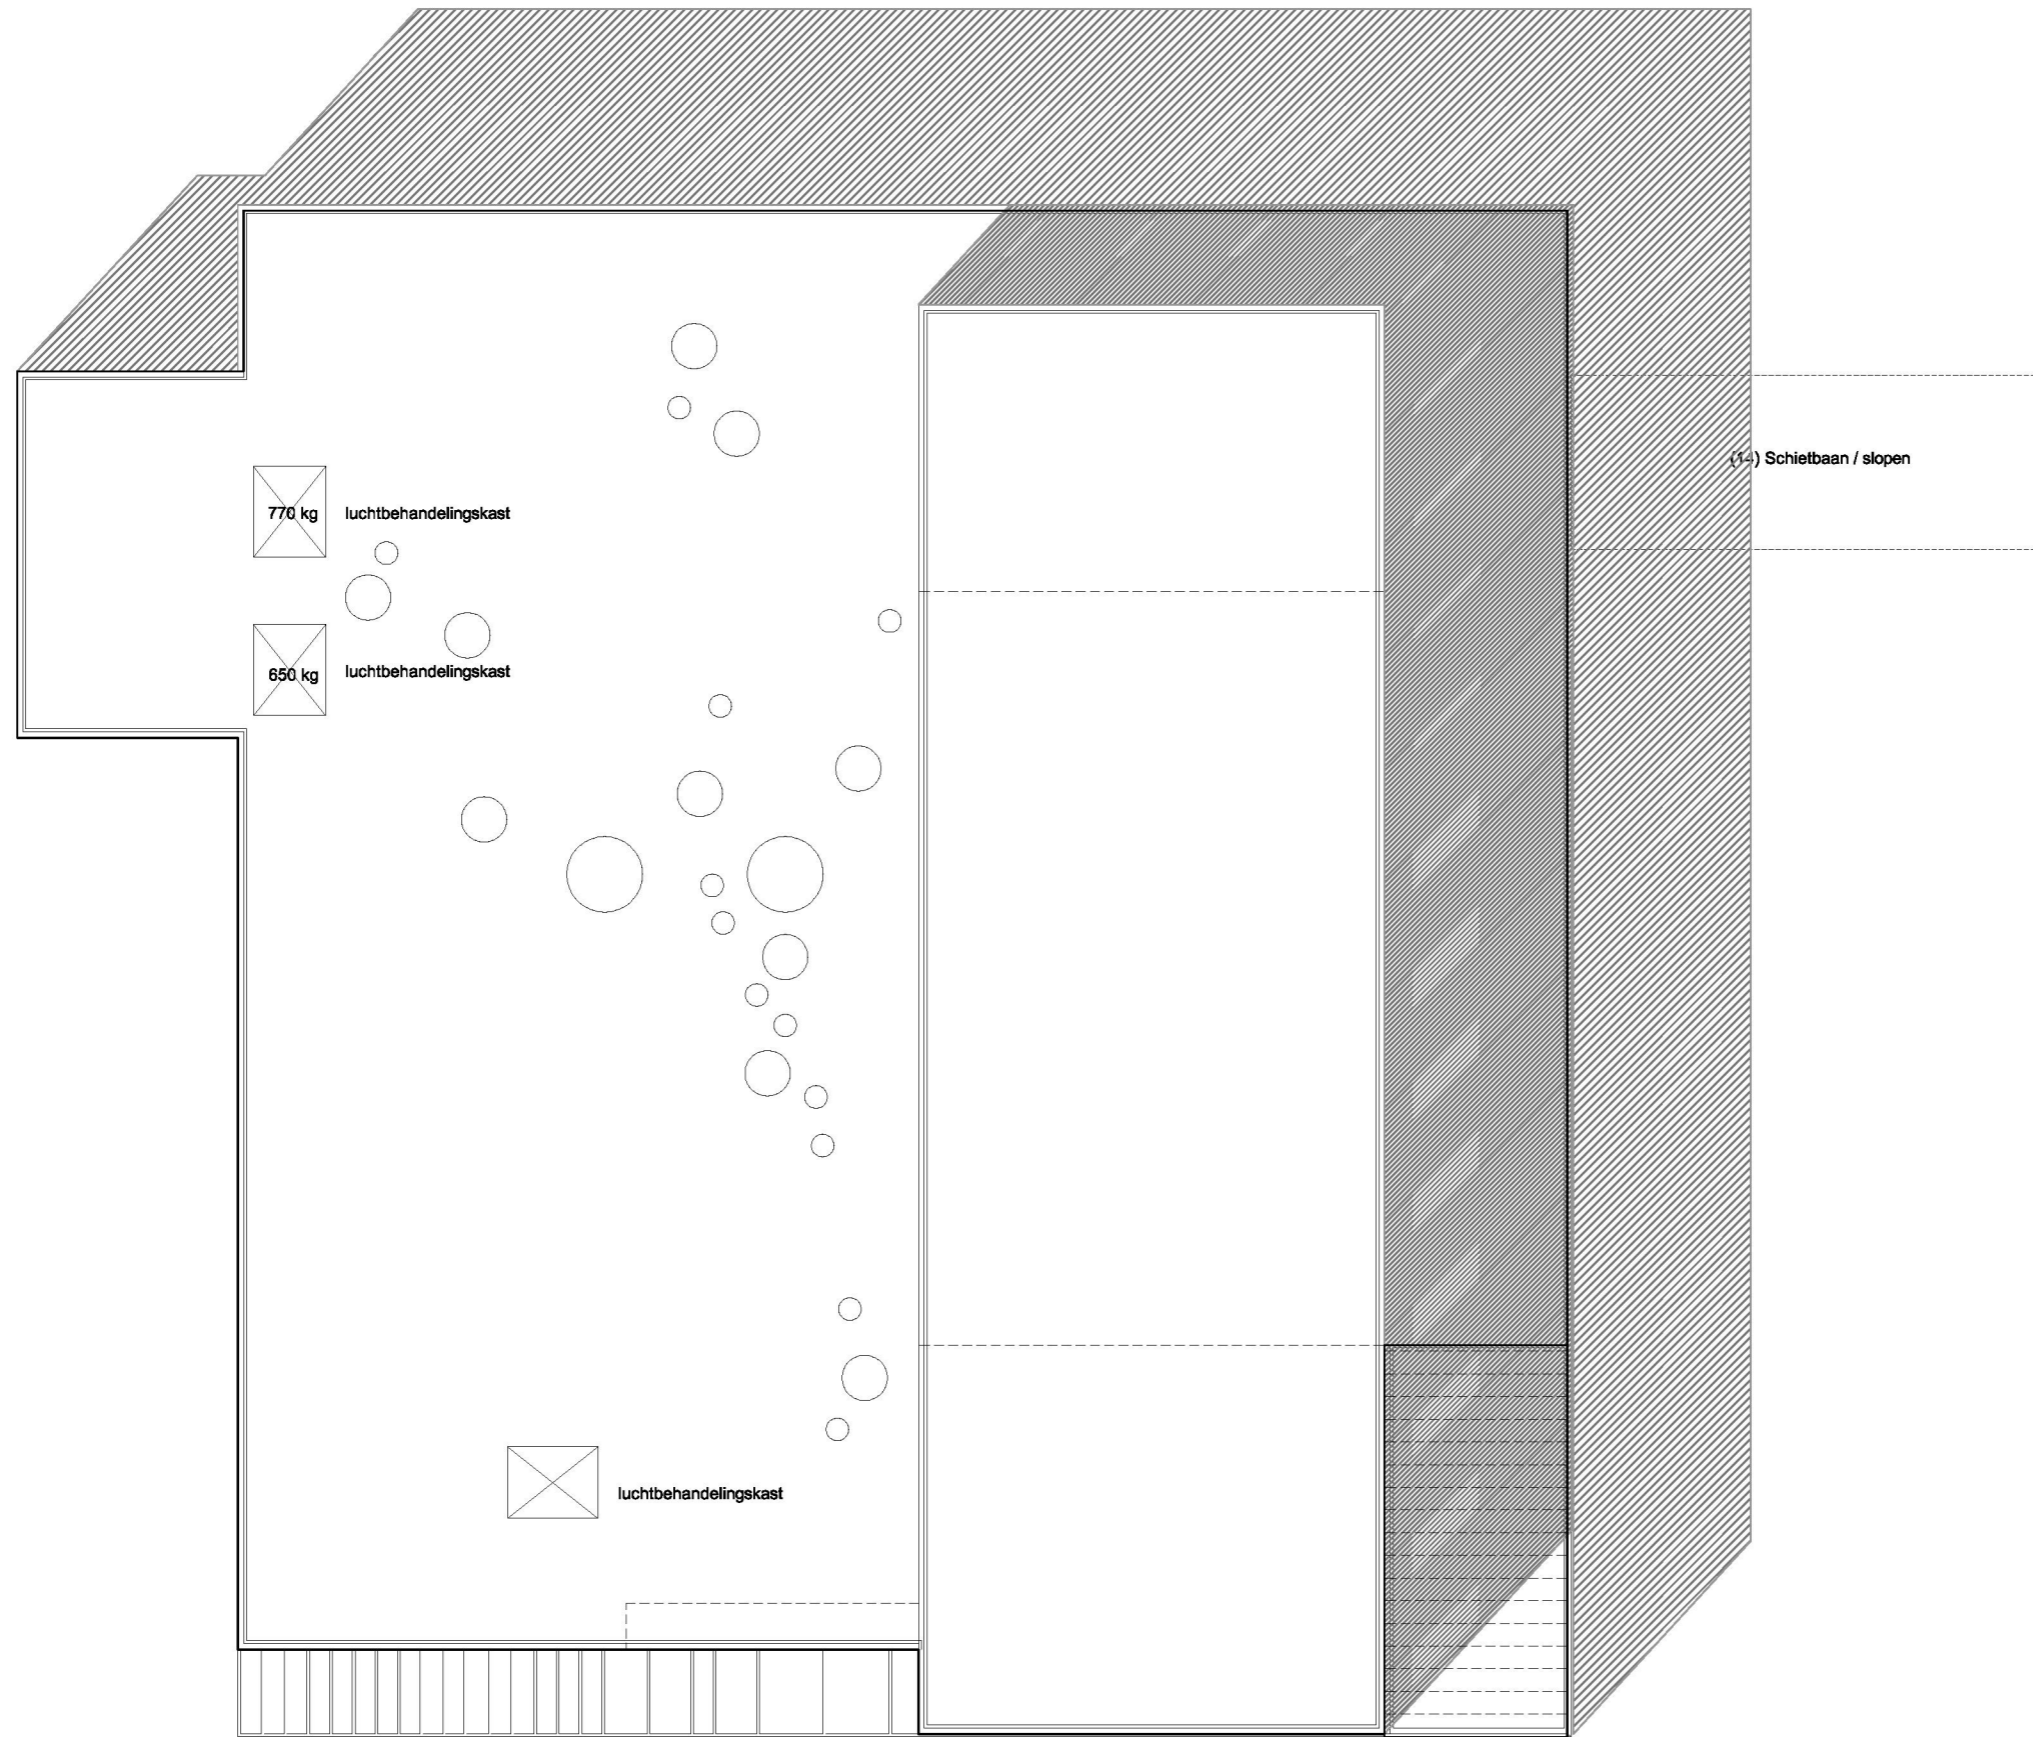 (14) Schietbaan / slopen
770 kg luchtbehandelingskast
650 kg luchtbehandelingskast
luchtbehandelingskast